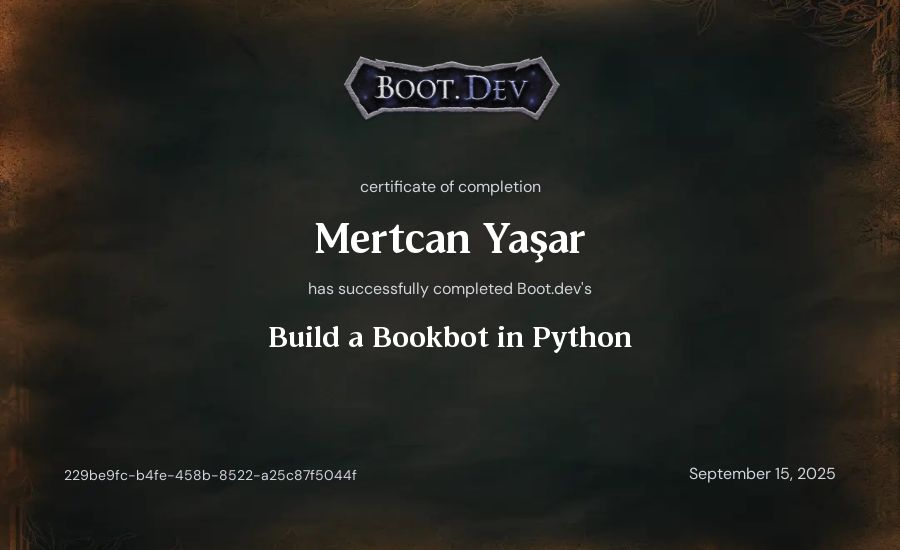 BOOT.DEV
certificate of completion
Mertcan Yaşar
has successfully completed Boot.dev's
Build a Bookbot in Python
229be9fc-b4fe-458b-8522-a25c87f5044f
September 15, 2025